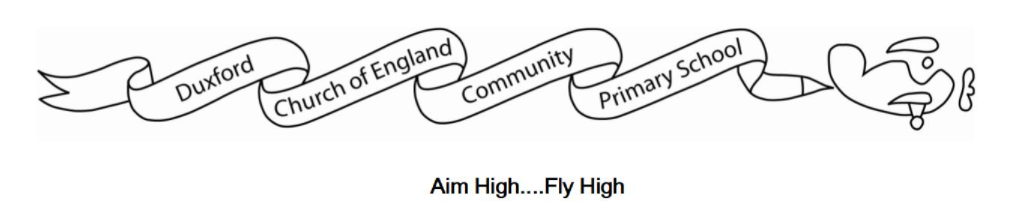 Duxford
Church of England
Community
Primary School
Aim High....Fly High